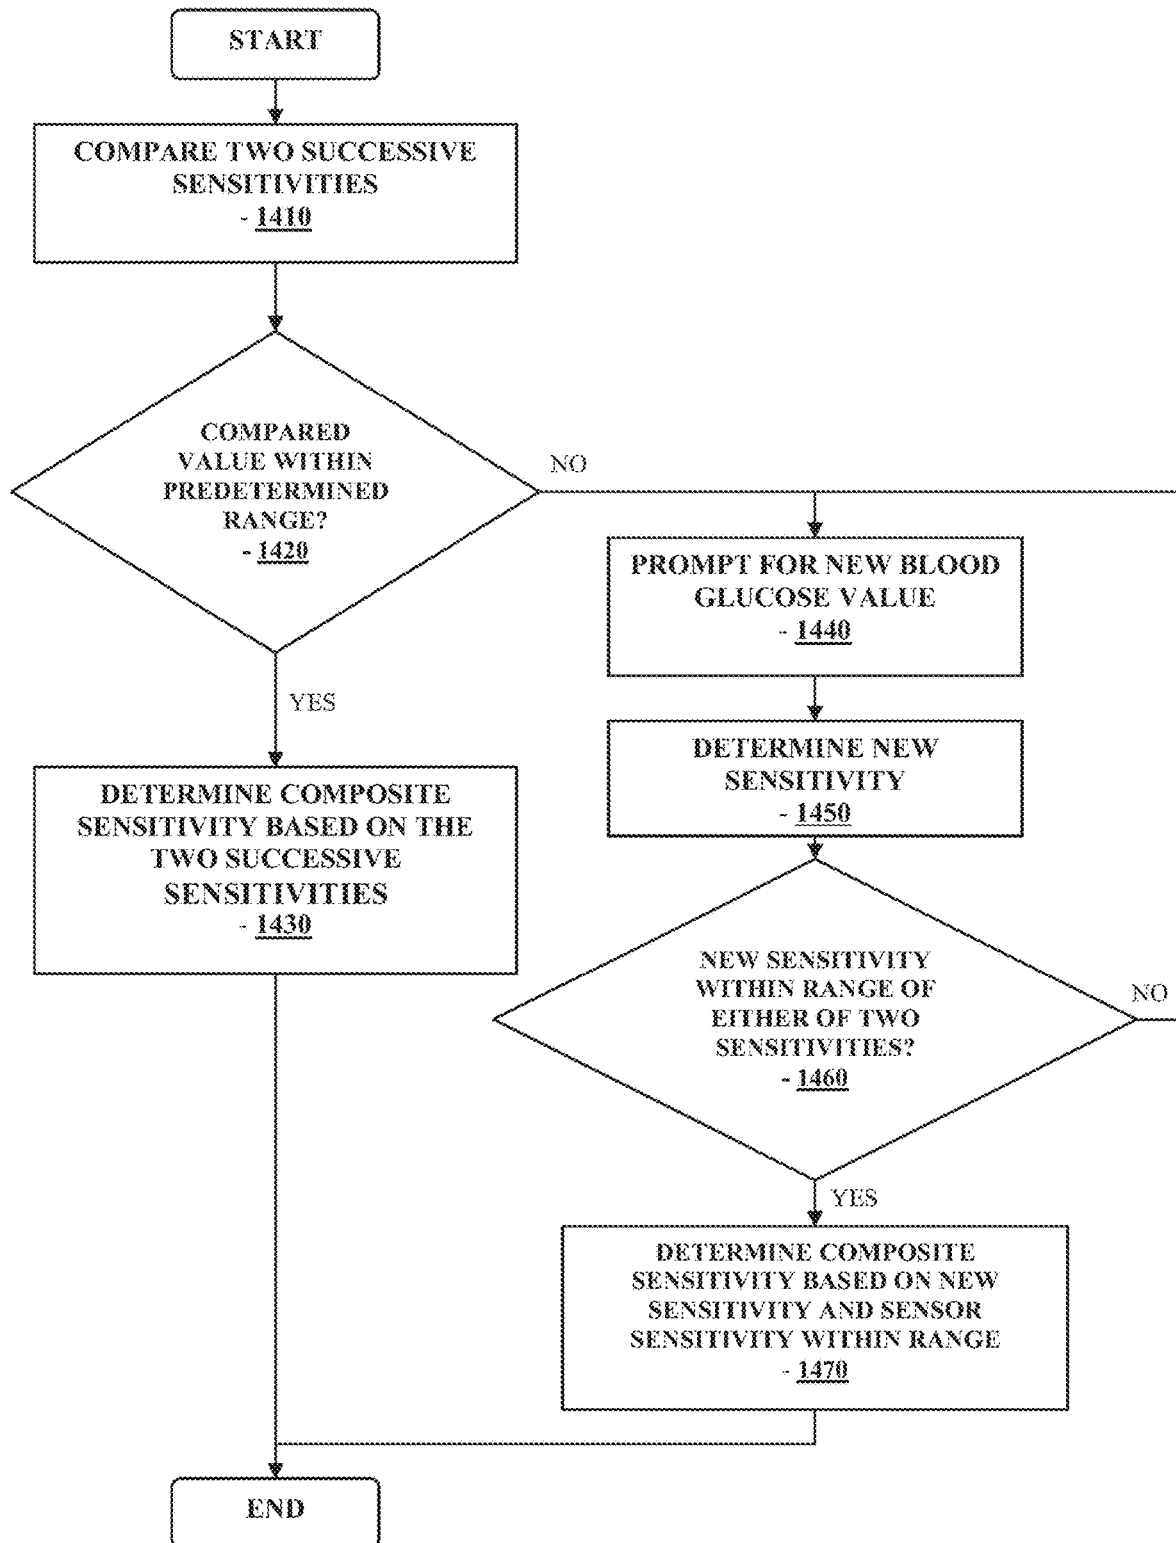 START
COMPARE TWO SUCCESSIVE
SENSITIVITIES
- 1410
COMPARED
VALUE WITHIN
PREDETERMINED
RANGE?
- 1420
NO
YES
DETERMINE COMPOSITE
SENSITIVITY BASED ON THE
TWO SUCCESSIVE
SENSITIVITIES
- 1430
PROMPT FOR NEW BLOOD
GLUCOSE VALUE
- 1440
DETERMINE NEW
SENSITIVITY
- 1450
NEW SENSITIVITY
WITHIN RANGE OF
EITHER OF TWO
SENSITIVITIES?
- 1460
NO
YES
DETERMINE COMPOSITE
SENSITIVITY BASED ON NEW
SENSITIVITY AND SENSOR
SENSITIVITY WITHIN RANGE
- 1470
END